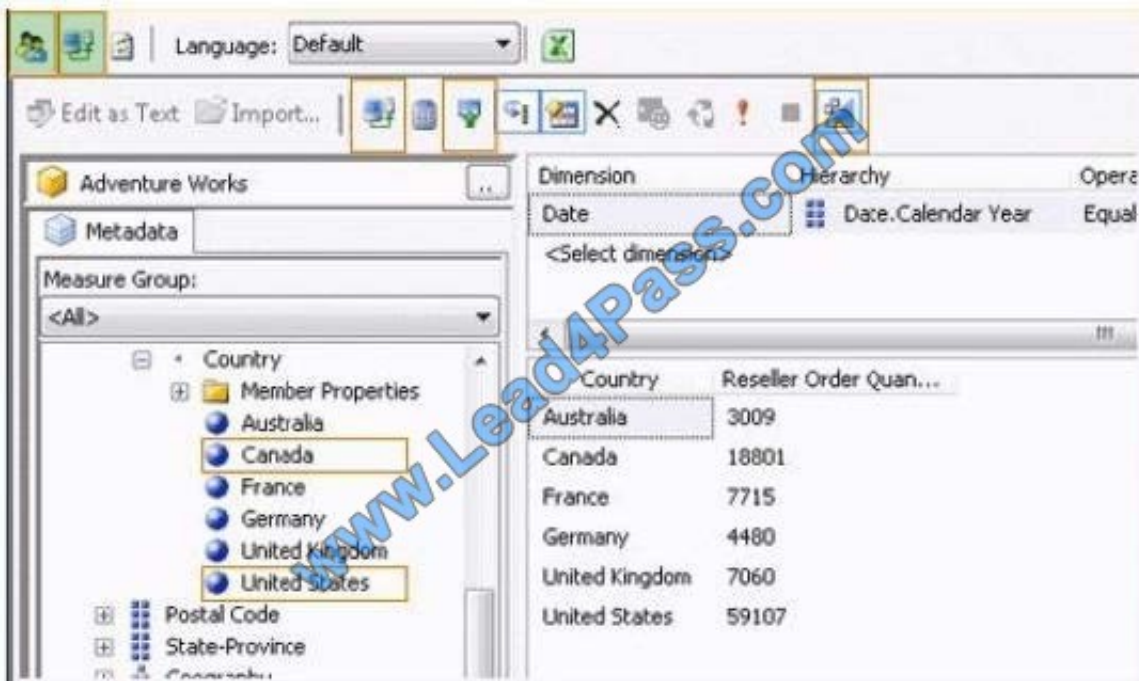 Language: Default
Edit as Text Import...
Adventure Works ..
Metadata
Measure Group:
<All>
Country
Member Properties
Australia
Canada
France
Germany
United Kingdom
United States
Postal Code
State-Province
Geography
Dimension Hierarchy Opera
Date Date.Calendar Year Equal
<Select dimension>
Country Reseller Order Quan...
Australia 3009
Canada 18801
France 7715
Germany 4480
United Kingdom 7060
United States 59107
www.Lead4Pass.com